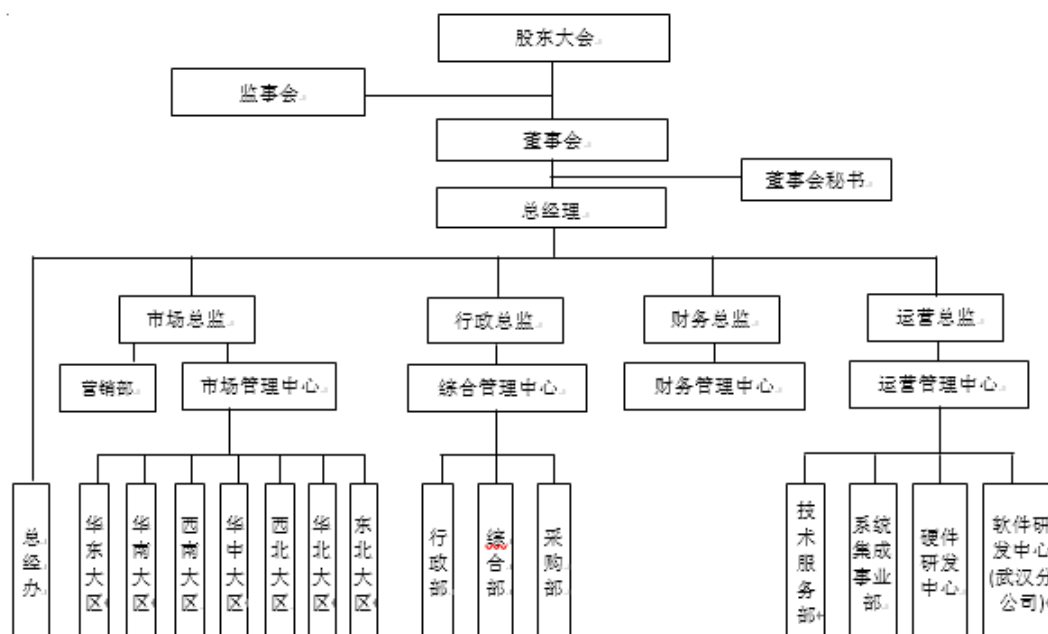 股东大会
监事会
董事会
董事会秘书
总经理
市场总监
行政总监
财务总监
运营总监
营销部
市场管理中心
综合管理中心
财务管理中心
运营管理中心
总经办
华东大区
华南大区
西南大区
华中大区
西北大区
华北大区
东北大区
行政部
综合部
采购部
技术服务部
系统
集成
事业
部
硬件
研发
中心
软件研
发中心
(武汉分
公司)